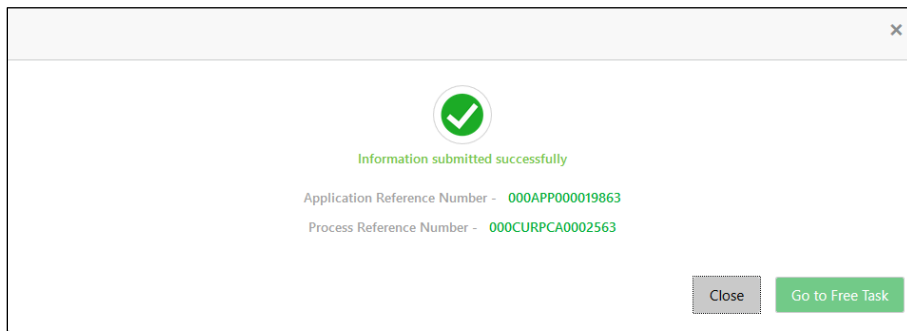 ×
Information submitted successfully
Application Reference Number - 000APP000019863
Process Reference Number - 000CURPCA0002563
Close Go to Free Task